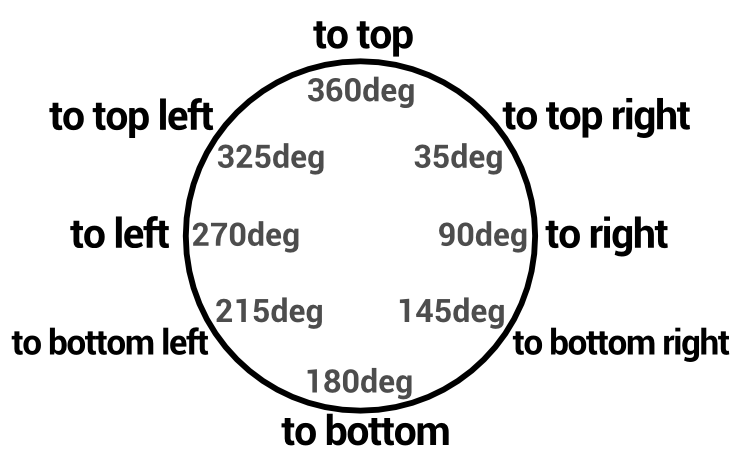 to top
360deg
to top left
to top right
325deg
35deg
to left
270deg
90deg
to right
215deg
145deg
to bottom left
to bottom right
180deg
to bottom